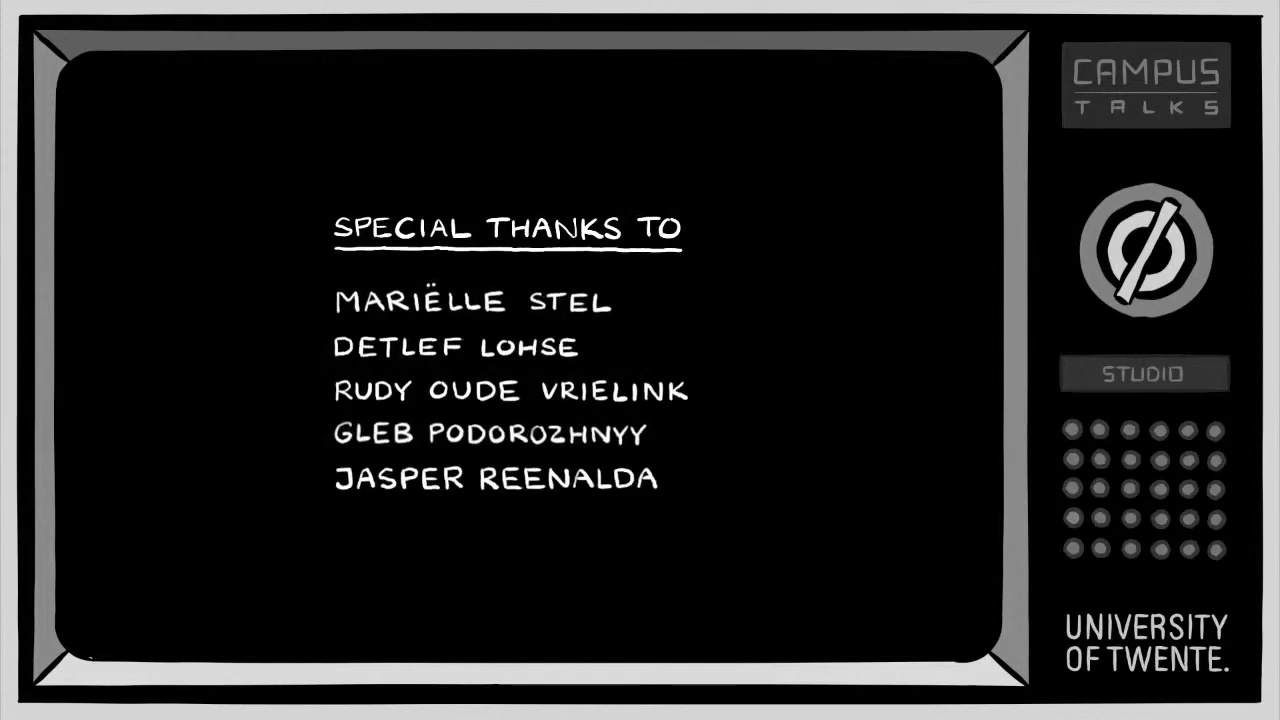 SPECIAL THANKS TO
MARIËLLE STEL
DETLEF LOHSE
RUDY OUDE VRIELINK
GLEB PODOROZHNYY
JASPER REENALDA
CAMPUS
TALKS
STUDIO
UNIVERSITY
OF TWENTE.